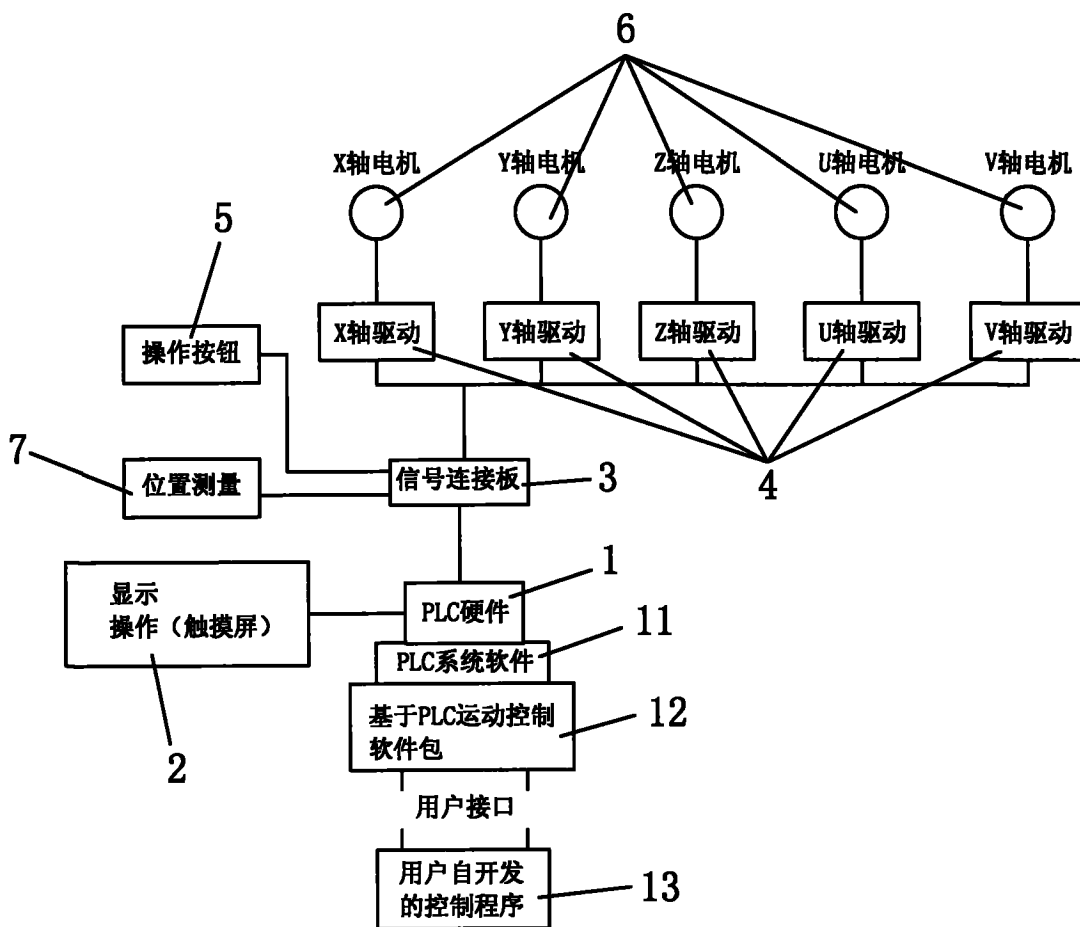 6
X轴电机
Y轴电机
Z轴电机
U轴电机
V轴电机
5
X轴驱动
Y轴驱动
Z轴驱动
U轴驱动
V轴驱动
操作按钮
7
位置测量
信号连接板
3
4
1
显示
操作（触摸屏）
PLC硬件
11
PLC系统软件
2
基于PLC运动控制
软件包
12
用户接口
用户自开发
的控制程序
13